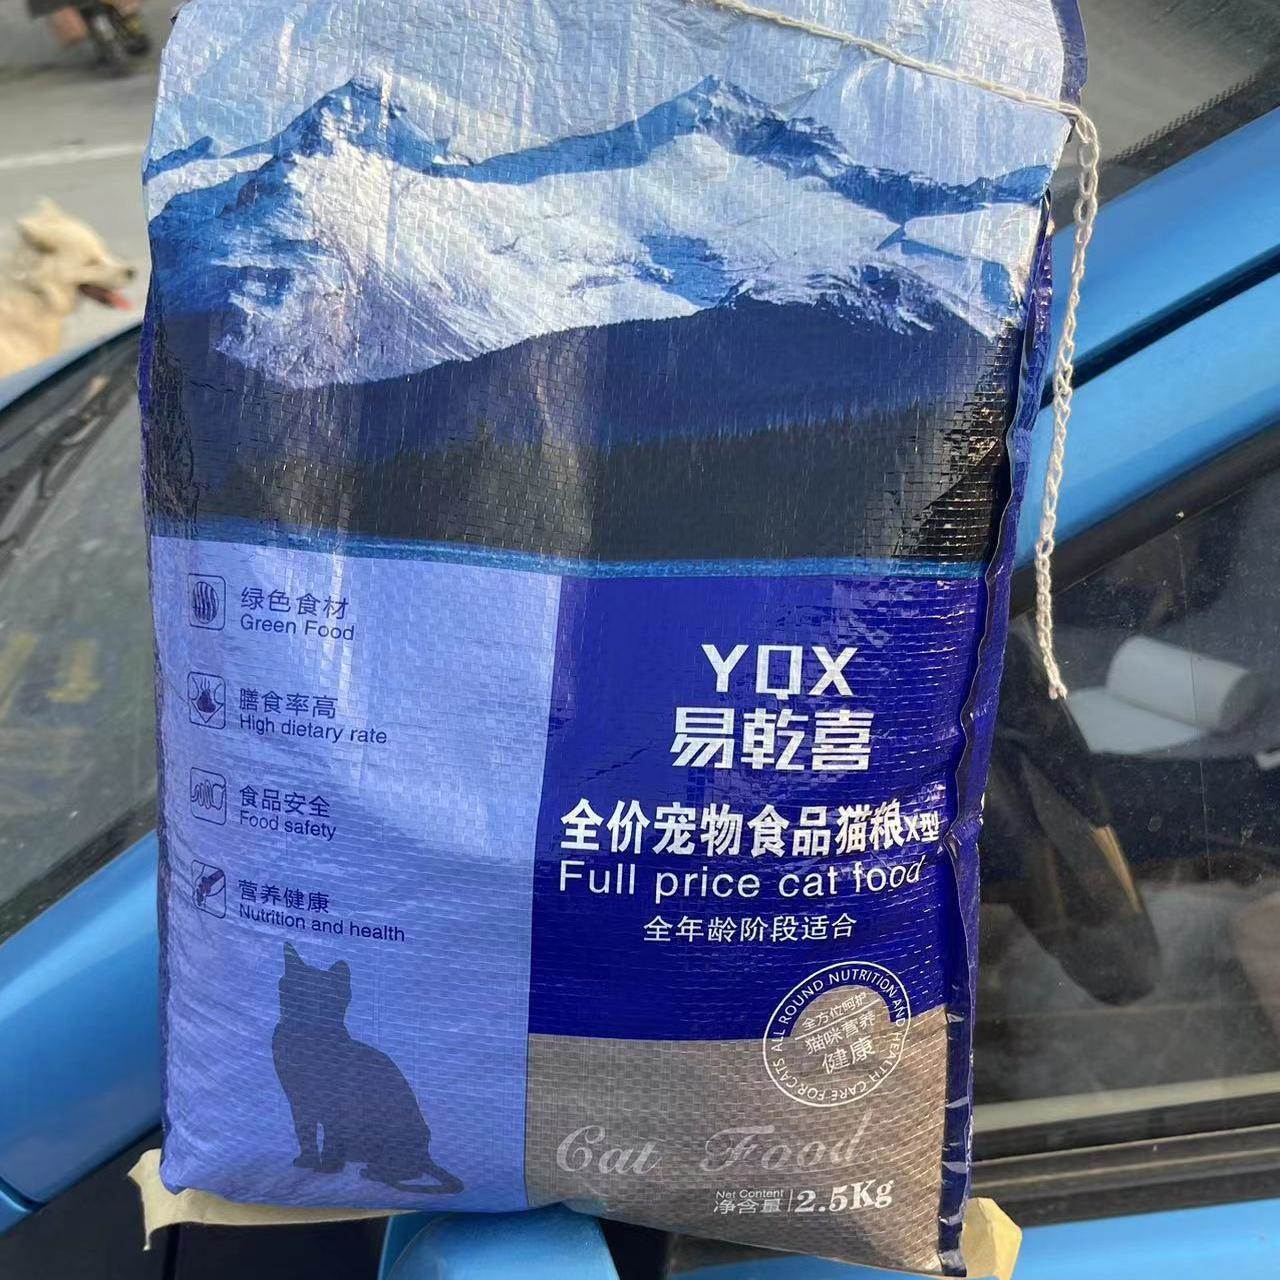 绿色食材
Green Food
膳食率高
High dietary rate
食品安全
Food safety
营养健康
Nutrition and health
YQX
易乾喜
全价宠物食品猫粮X型
Full price cat food
全年龄阶段适合
ALL ROUND NUTRITION AND HEALTH CARE FOR CATS
全方位呵护
猫咪营养
健康
Cat Food
Net Content
净含量 2.5Kg